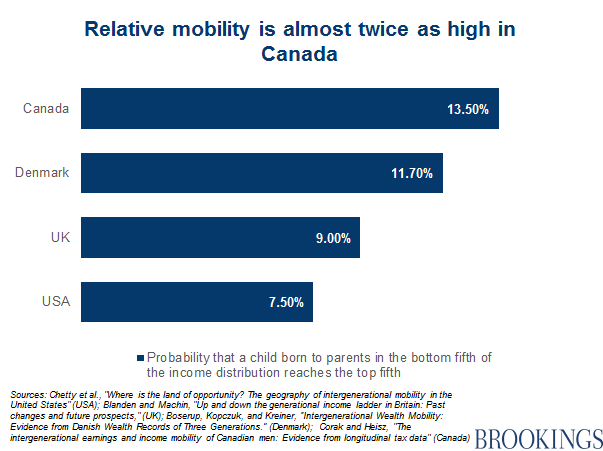 Relative mobility is almost twice as high in
Canada
Canada
13.50%
Denmark
11.70%
UK
9.00%
USA
7.50%
Probability that a child born to parents in the bottom fifth of
the income distribution reaches the top fifth
Sources: Chetty et al., "Where is the land of opportunity? The geography of intergenerational mobility in the
United States" (USA); Blanden and Machin, "Up and down the generational income ladder in Britain: Past
changes and future prospects," (UK); Boserup, Kopczuk, and Kreiner, "Intergenerational Wealth Mobility:
Evidence from Danish Wealth Records of Three Generations." (Denmark);  Corak and Heisz, "The
intergenerational earnings and income mobility of Canadian men: Evidence from longitudinal tax data" (Canada)
BROOKINGS